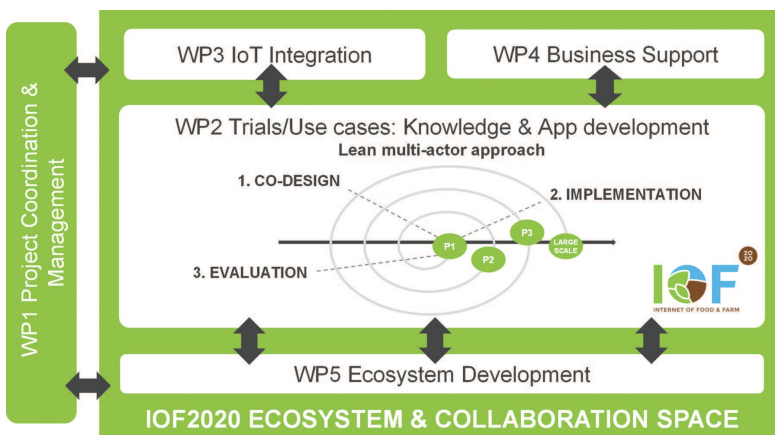 WP1 Project Coordination &
Management
WP3 IoT Integration
WP4 Business Support
WP2 Trials/Use cases: Knowledge & App development
Lean multi-actor approach
1. CO-DESIGN
2. IMPLEMENTATION
P1
P2
P3
LARGE
SCALE
3. EVALUATION
IOF
20
20
INTERNET OF FOOD & FARM
WP5 Ecosystem Development
IOF2020 ECOSYSTEM & COLLABORATION SPACE